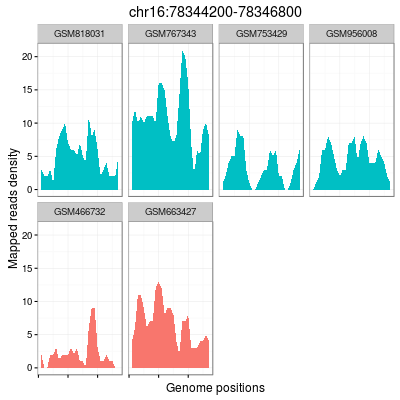 chr16:78344200-78346800
GSM818031 GSM767343 GSM753429 GSM956008
20
15
10
5
0
Mapped reads density
GSM466732 GSM663427
20
15
10
5
0
Genome positions